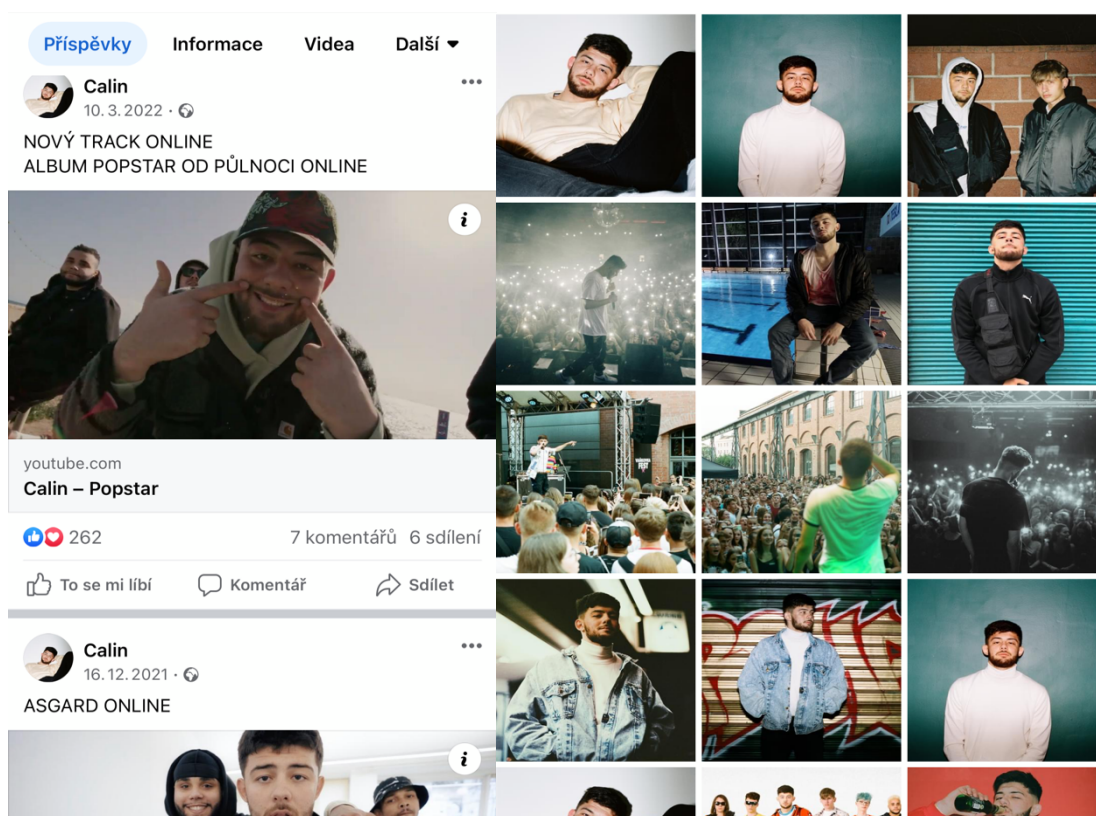 Příspěvky Informace Videa Další
Calin
10. 3. 2022
NOVÝ TRACK ONLINE
ALBUM POPSTAR OD PŮLNOCI ONLINE
youtube.com
Calin – Popstar
262 7 komentářů 6 sdílení
To se mi líbí Komentář Sdílet
Calin
16. 12. 2021
ASGARD ONLINE